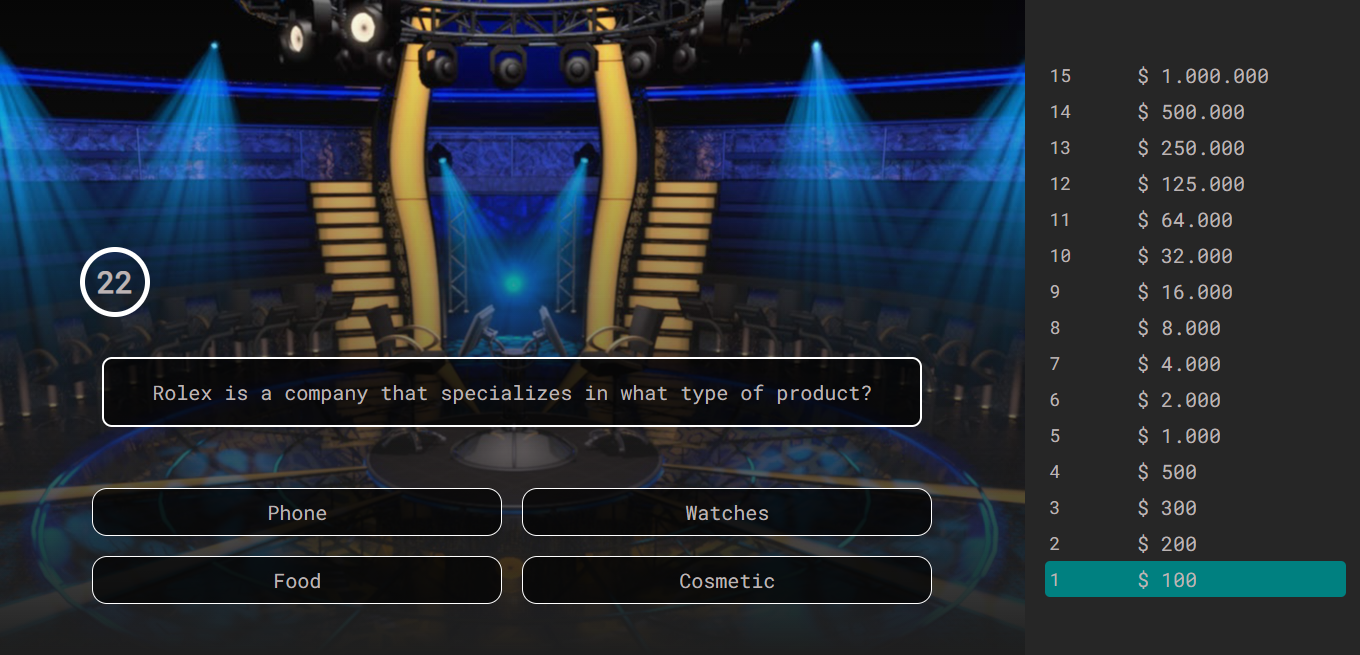 22
Rolex is a company that specializes in what type of product?
Phone
Watches
Food
Cosmetic
15 $ 1.000.000
14 $ 500.000
13 $ 250.000
12 $ 125.000
11 $ 64.000
10 $ 32.000
9 $ 16.000
8 $ 8.000
7 $ 4.000
6 $ 2.000
5 $ 1.000
4 $ 500
3 $ 300
2 $ 200
1 $ 100